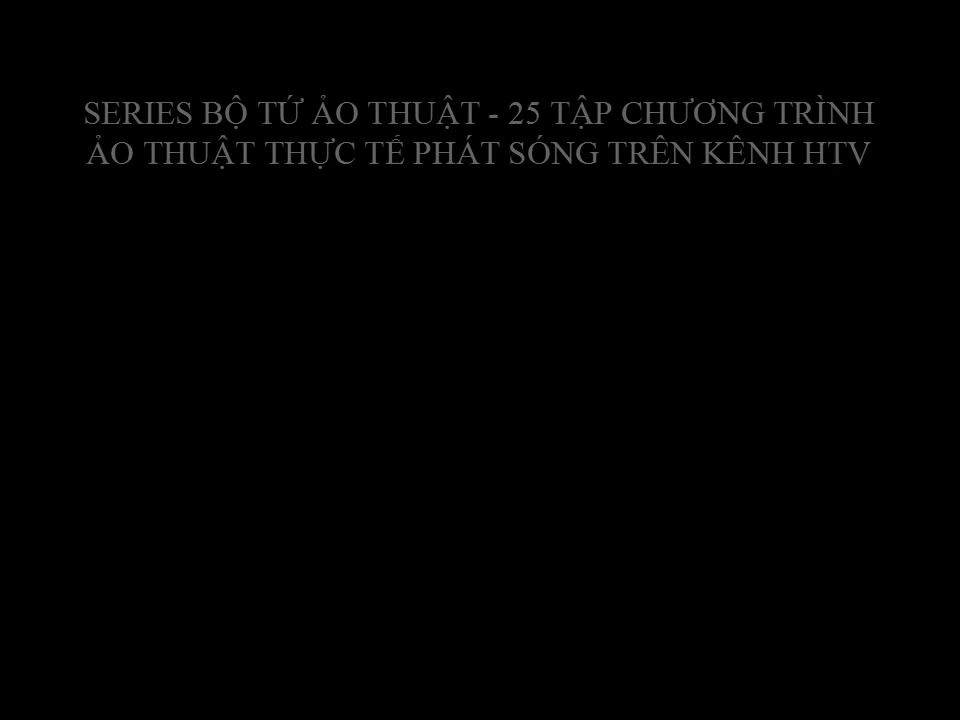 SERIES BỘ TỨ ẢO THUẬT - 25 TẬP CHƯƠNG TRÌNH
ẢO THUẬT THỰC TẾ PHÁT SÓNG TRÊN KÊNH HTV